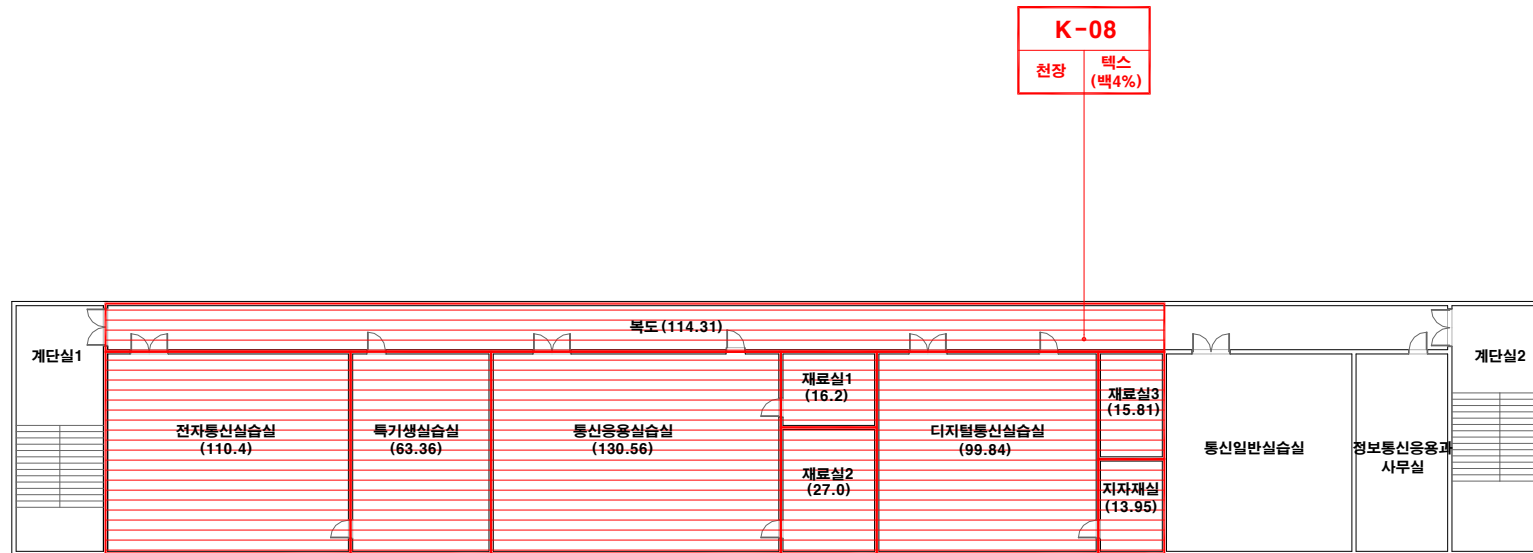 K-08
천장
텍스
(백4%)
복도(114.31)
계단실1
계단실2
재료실1
(16.2)
재료실3
(15.81)
전자통신실습실
(110.4)
특기생실습실
(63.36)
통신응용실습실
(130.56)
디지털통신실습실
(99.84)
통신일반실습실
정보통신응용과
사무실
재료실2
(27.0)
지자재실
(13.95)